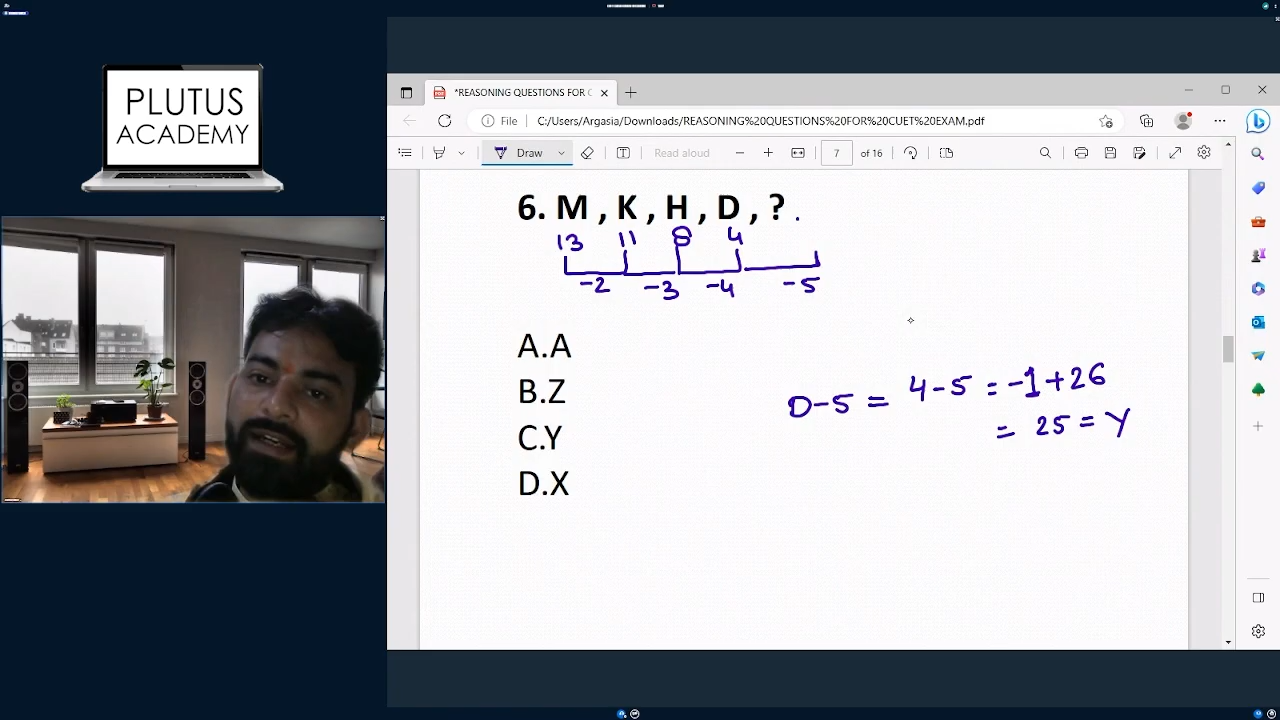 PLUTUS
ACADEMY
*REASONING QUESTIONS FOR C
File
C:/Users/Argasia/Downloads/REASONING%20QUESTIONS%20FOR%20CUET%20EXAM.pdf
Draw
Read aloud
7 of 16
6. M , K , H , D , ? .
13 11 8 4
-2 -3 -4 -5
A.A
B.Z
C.Y
D.X
D-5 = 4-5 = -1+26
= 25 = Y